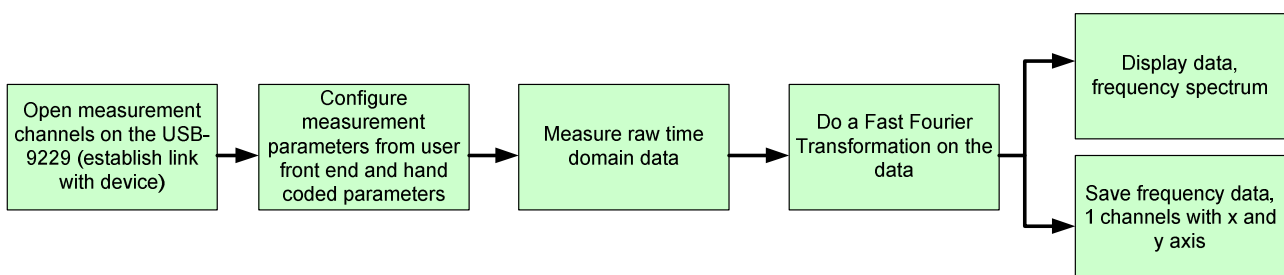 Open measurement
channels on the USB-
9229 (establish link
with device)
Configure
measurement
parameters from user
front end and hand
coded parameters
Measure raw time
domain data
Do a Fast Fourier
Transformation on the
data
Display data,
frequency spectrum
Save frequency data,
1 channels with x and
y axis